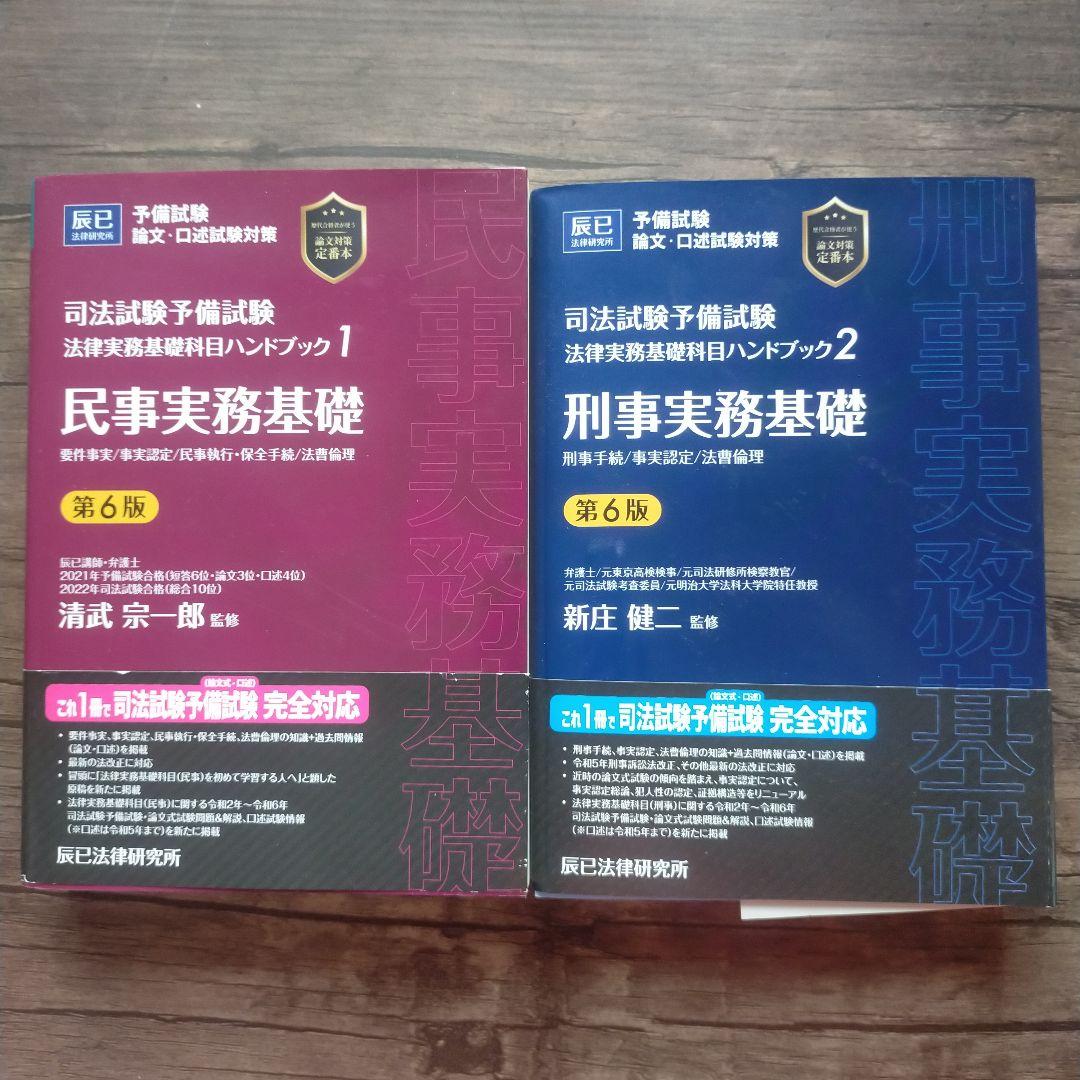 辰已
法律研究所
予備試験
論文・口述試験対策
歴代合格者が使う
論文対策
定番本
司法試験予備試験
法律実務基礎科目ハンドブック1
民事実務基礎
要件事実/事実認定/民事執行・保全手続/法曹倫理
第6版
辰已講師・弁護士
2021年予備試験合格(短答6位・論文3位・口述4位)
2022年司法試験合格(総合10位)
清武 宗一郎 監修
民事実務基礎
(論文式・口述)
これ1冊で 司法試験予備試験 完全対応
・要件事実、事実認定、民事執行・保全手続、法曹倫理の知識+過去問情報
(論文・口述)を掲載
・最新の法改正に対応
・冒頭に「法律実務基礎科目(民事)を初めて学習する人へ」と題した
原稿を新たに掲載
・法律実務基礎科目(民事)に関する令和2年~令和6年
司法試験予備試験・論文式試験問題&解説、口述試験情報
(※口述は令和5年まで)を新たに掲載
辰已法律研究所
辰已
法律研究所
予備試験
論文・口述試験対策
歴代合格者が使う
論文対策
定番本
司法試験予備試験
法律実務基礎科目ハンドブック2
刑事実務基礎
刑事手続/事実認定/法曹倫理
第6版
弁護士/元東京高検検事/元司法研修所検察教官/
元司法試験考査委員/元明治大学法科大学院特任教授
新庄 健二 監修
刑事実務基礎
(論文式・口述)
これ1冊で 司法試験予備試験 完全対応
・刑事手続、事実認定、法曹倫理の知識+過去問情報(論文・口述)を掲載
・令和5年刑事訴訟法改正、その他最新の法改正に対応
・近時の論文式試験の傾向を踏まえ、事実認定について、
事実認定総論、犯人性の認定、証拠構造等をリニューアル
・法律実務基礎科目(刑事)に関する令和2年~令和6年
司法試験予備試験・論文式試験問題&解説、口述試験情報
(※口述は令和5年まで)を新たに掲載
辰已法律研究所